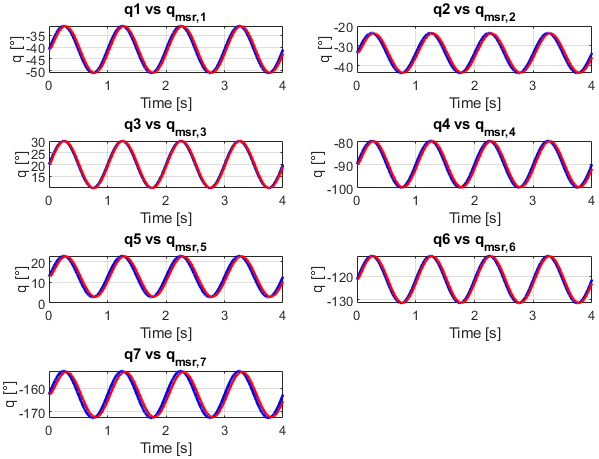 q1 vs q_msr,1
q [°]
-35
-40
-45
-50
0 1 2 3 4
Time [s]
q2 vs q_msr,2
q [°]
-20
-30
-40
0 1 2 3 4
Time [s]
q3 vs q_msr,3
q [°]
30
25
20
15
0 1 2 3 4
Time [s]
q4 vs q_msr,4
q [°]
-80
-90
-100
0 1 2 3 4
Time [s]
q5 vs q_msr,5
q [°]
20
10
0
0 1 2 3 4
Time [s]
q6 vs q_msr,6
q [°]
-120
-130
0 1 2 3 4
Time [s]
q7 vs q_msr,7
q [°]
-160
-170
0 1 2 3 4
Time [s]